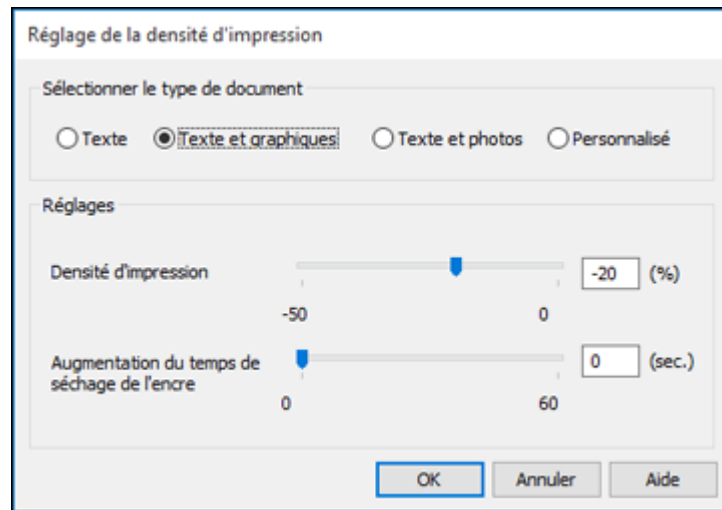 Réglage de la densité d'impression
Sélectionner le type de document
Texte Texte et graphiques Texte et photos Personnalisé
Réglages
Densité d'impression -20 (%)
-50 0
Augmentation du temps de 0 (sec.)
séchage de l'encre
0 60
OK Annuler Aide